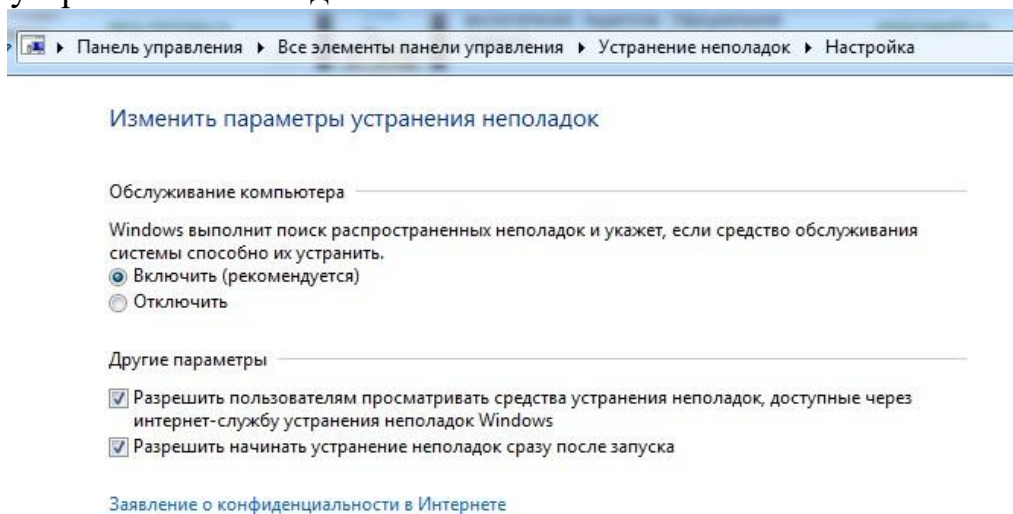 Панель управления ▸ Все элементы панели управления ▸ Устранение неполадок ▸ Настройка
Изменить параметры устранения неполадок
Обслуживание компьютера
Windows выполнит поиск распространенных неполадок и укажет, если средство обслуживания
системы способно их устранить.
Включить (рекомендуется)
Отключить
Другие параметры
Разрешить пользователям просматривать средства устранения неполадок, доступные через
интернет-службу устранения неполадок Windows
Разрешить начинать устранение неполадок сразу после запуска
Заявление о конфиденциальности в Интернете